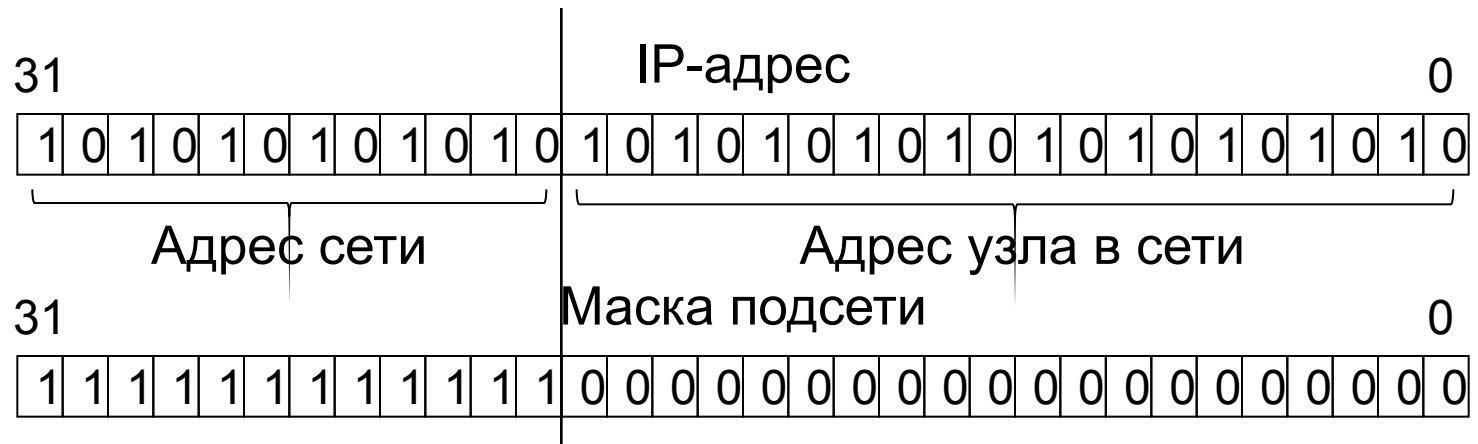 IP-адрес
31 0
1 0 1 0 1 0 1 0 1 0 1 0 1 0 1 0 1 0 1 0 1 0 1 0 1 0 1 0 1 0 1 0
Адрес сети Адрес узла в сети
Маска подсети
31 0
1 1 1 1 1 1 1 1 1 1 1 1 0 0 0 0 0 0 0 0 0 0 0 0 0 0 0 0 0 0 0 0